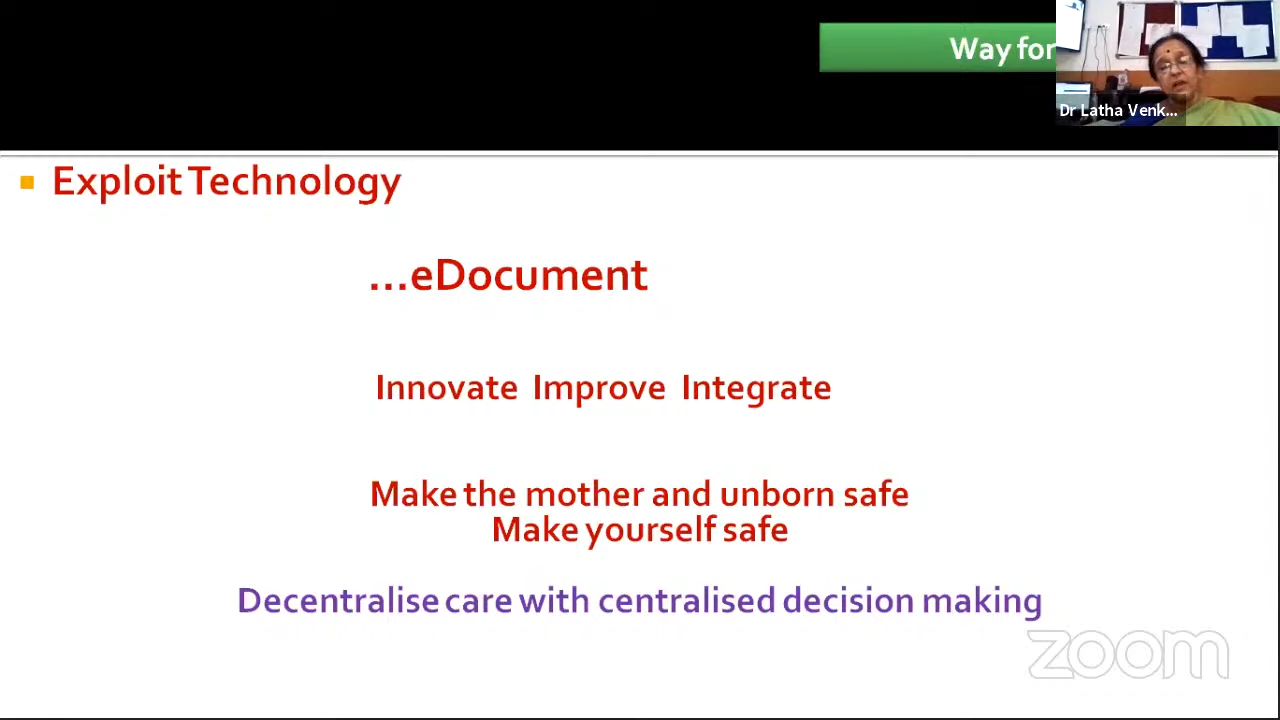 Way for
Dr Latha Venk...
Exploit Technology
...eDocument
Innovate Improve Integrate
Make the mother and unborn safe
Make yourself safe
Decentralise care with centralised decision making
zoom